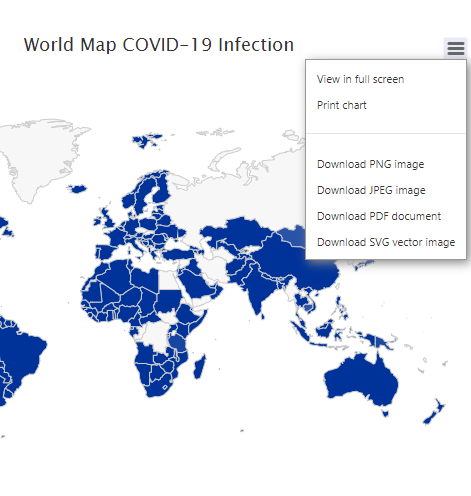 World Map COVID-19 Infection
View in full screen
Print chart
Download PNG image
Download JPEG image
Download PDF document
Download SVG vector image